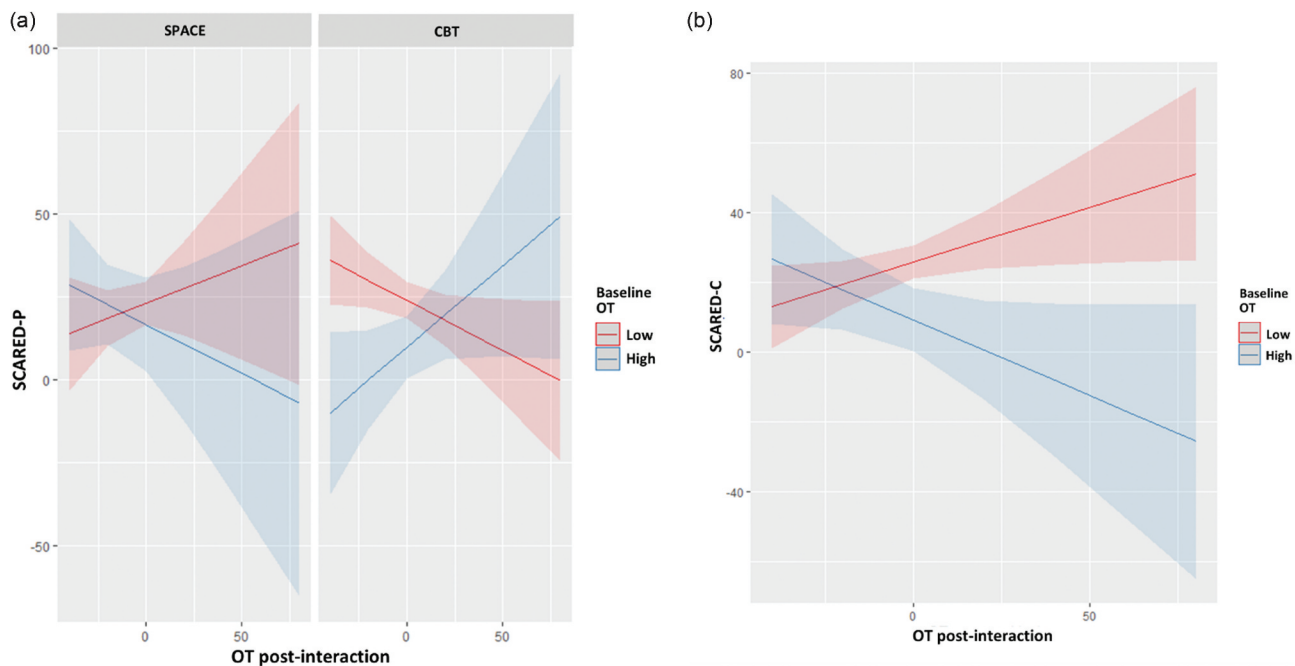 (a)
SPACE
CBT
100
50
0
-50
SCARED-P
0
50
0
50
OT post-interaction
Baseline
OT
Low
High
(b)
80
40
0
-40
SCARED-C
0
50
OT post-interaction
Baseline
OT
Low
High